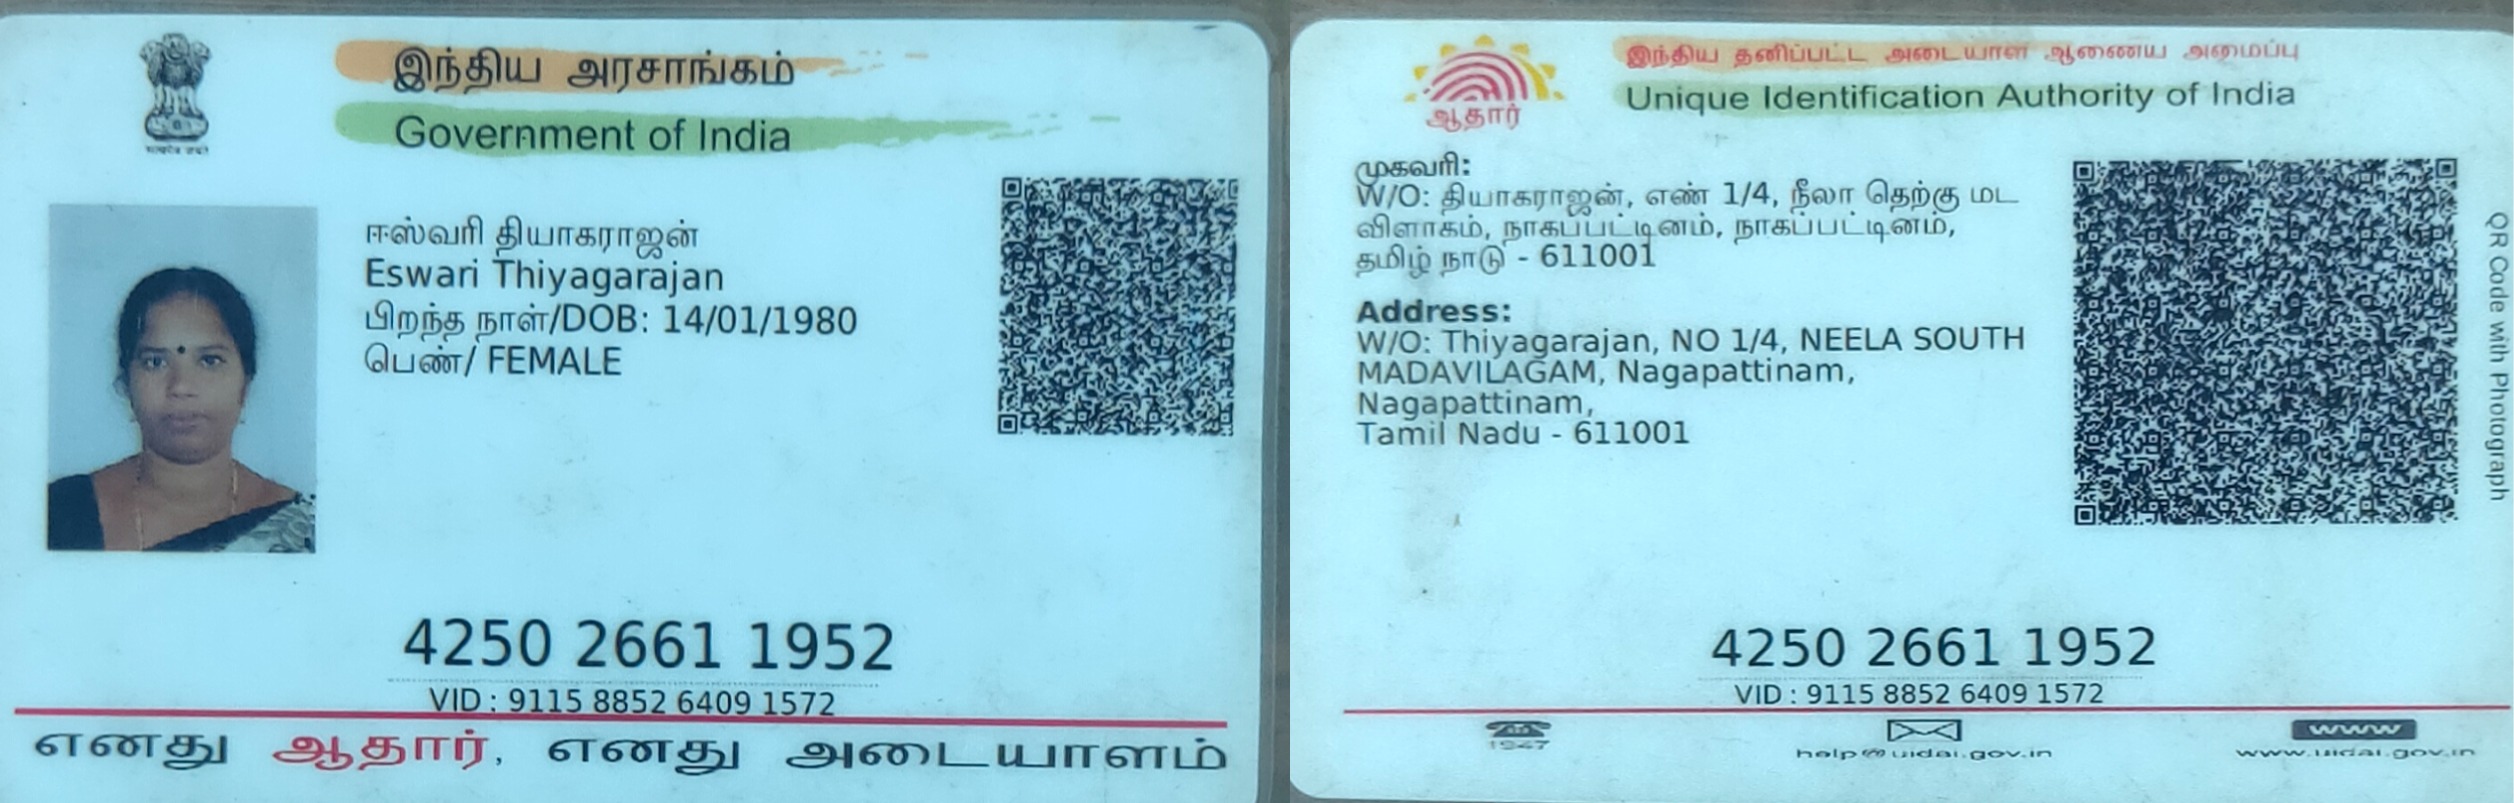 இந்திய அரசாங்கம்
Government of India
ஈஸ்வரி தியாகராஜன்
Eswari Thiyagarajan
பிறந்த நாள்/DOB: 14/01/1980
பெண்/ FEMALE
4250 2661 1952
VID : 9115 8852 6409 1572
எனது ஆதார், எனது அடையாளம்
இந்திய தனிப்பட்ட அடையாள ஆணைய அமைப்பு
Unique Identification Authority of India
ஆதார்
முகவரி:
W/O: தியாகராஜன், எண் 1/4, நீலா தெற்கு மட
விளாகம், நாகப்பட்டினம், நாகப்பட்டினம்,
தமிழ் நாடு - 611001
Address:
W/O: Thiyagarajan, NO 1/4, NEELA SOUTH
MADAVILAGAM, Nagapattinam,
Nagapattinam,
Tamil Nadu - 611001
QR Code with Photograph
4250 2661 1952
VID : 9115 8852 6409 1572
1947
help@uidai.gov.in
www
www.uidai.gov.in